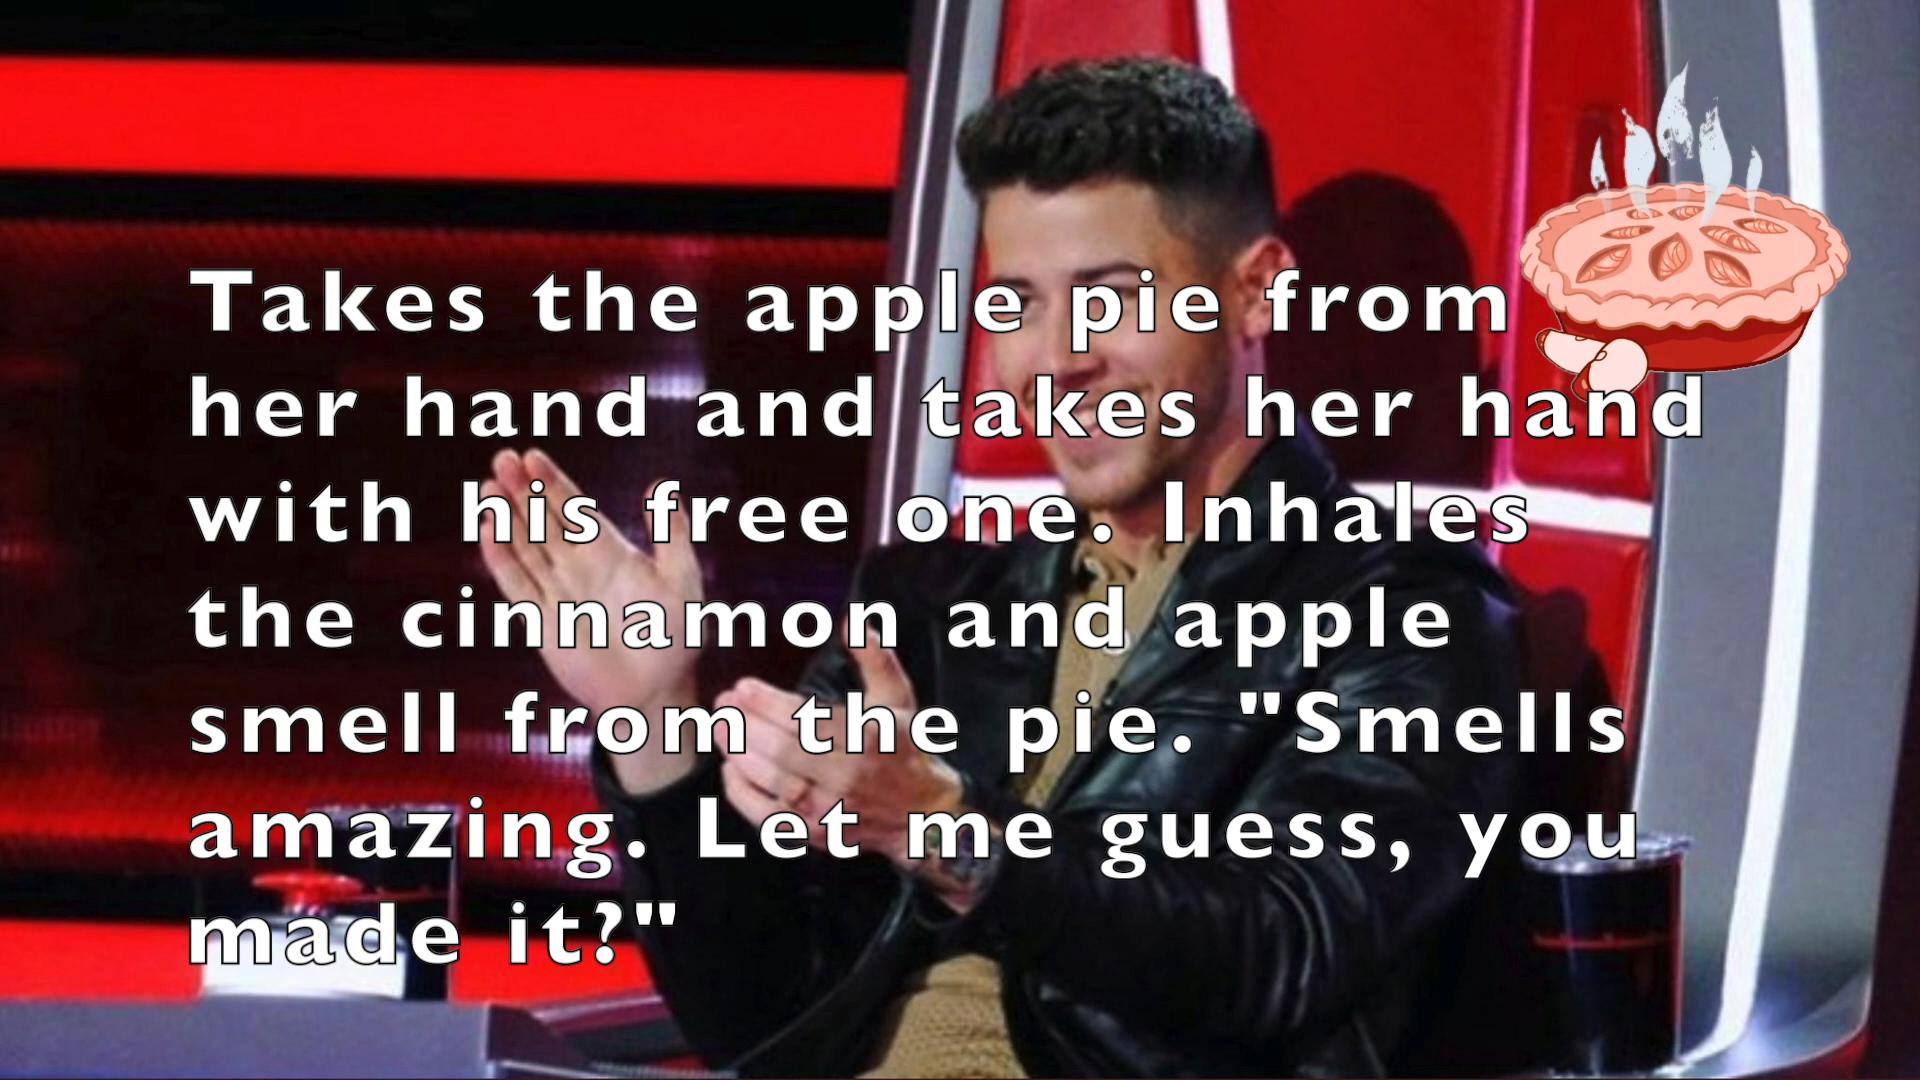 Takes the apple pie from
her hand and takes her hand
with his free one. Inhales
the cinnamon and apple
smell from the pie. "Smells
amazing. Let me guess, you
made it?"